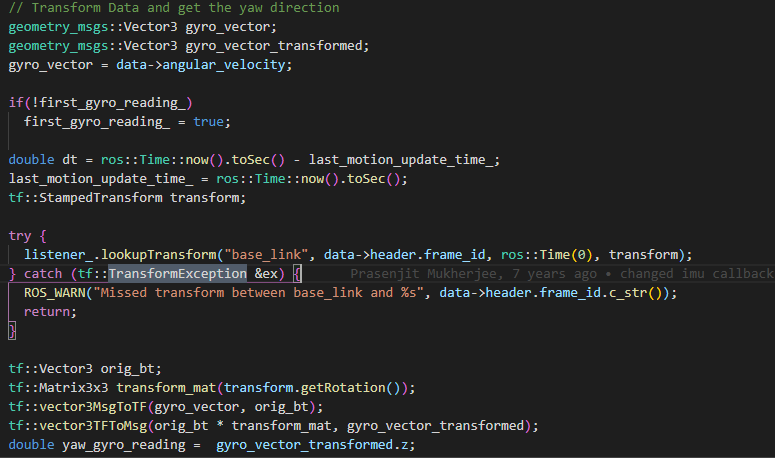 // Transform Data and get the yaw direction
geometry_msgs::Vector3 gyro_vector;
geometry_msgs::Vector3 gyro_vector_transformed;
gyro_vector = data->angular_velocity;
if(!first_gyro_reading_)
first_gyro_reading_ = true;
double dt = ros::Time::now().toSec() - last_motion_update_time_;
last_motion_update_time_ = ros::Time::now().toSec();
tf::StampedTransform transform;
try {
listener_.lookupTransform("base_link", data->header.frame_id, ros::Time(0), transform);
} catch (tf::TransformException &ex) { Prasenjit Mukherjee, 7 years ago • changed imu callback
ROS_WARN("Missed transform between base_link and %s", data->header.frame_id.c_str());
return;
}
tf::Vector3 orig_bt;
tf::Matrix3x3 transform_mat(transform.getRotation());
tf::vector3MsgToTF(gyro_vector, orig_bt);
tf::vector3TFToMsg(orig_bt * transform_mat, gyro_vector_transformed);
double yaw_gyro_reading =  gyro_vector_transformed.z;